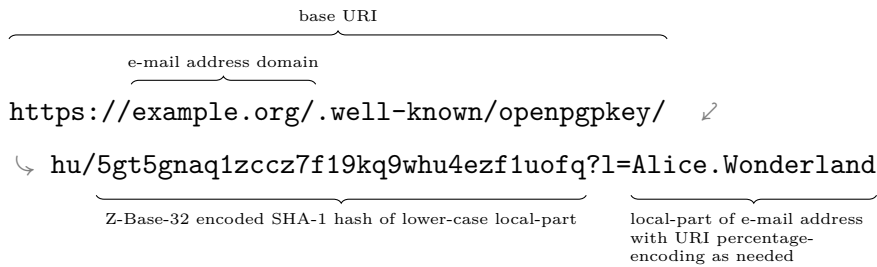 base URI
e-mail address domain
https://example.org/.well-known/openpgpkey/
hu/5gt5gnaq1zccz7f19kq9whu4ezf1uofq?l=Alice.Wonderland
Z-Base-32 encoded SHA-1 hash of lower-case local-part
local-part of e-mail address
with URI percentage-
encoding as needed